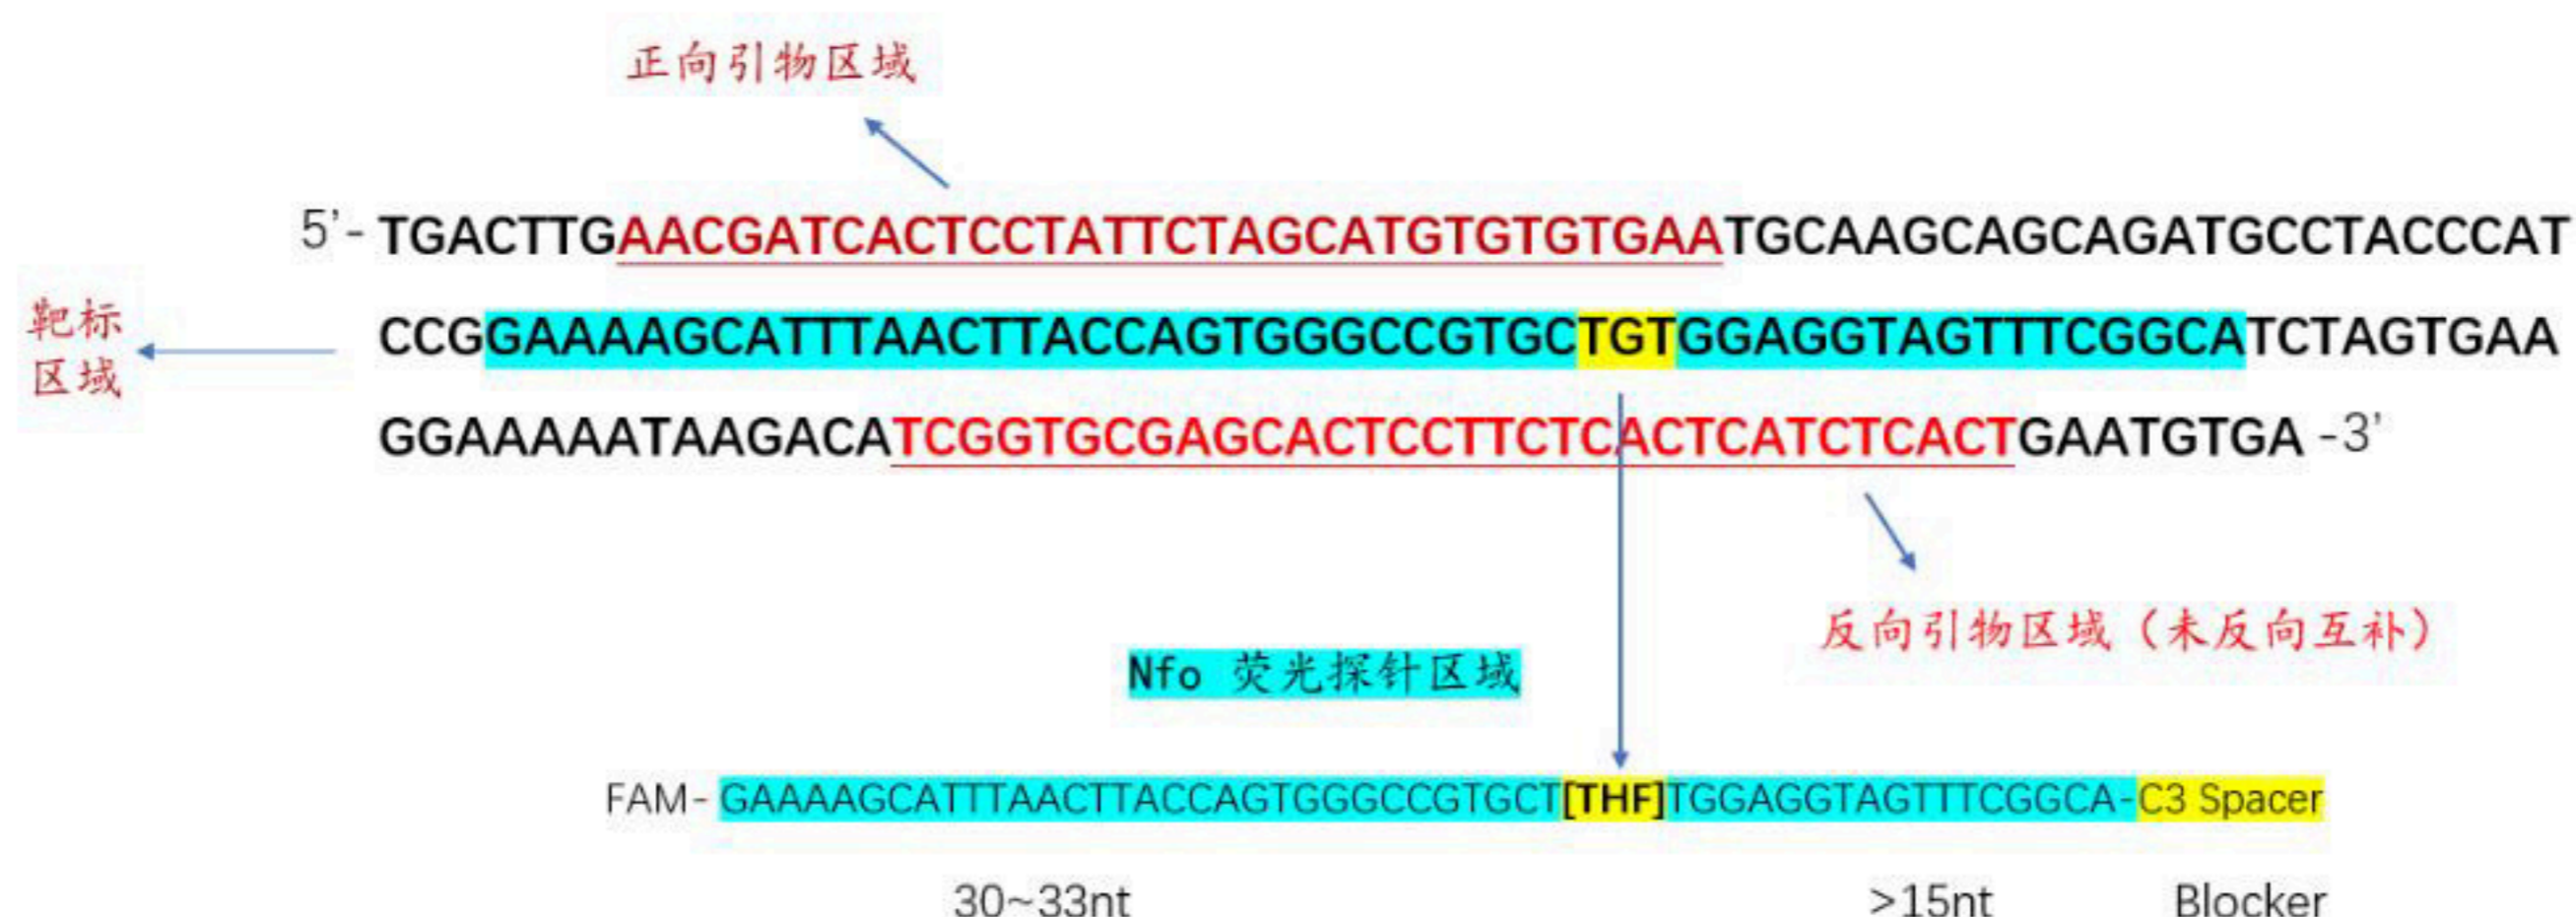 正向引物区域
5’- TGACTTGAACGATCACTCCTATTCTAGCATGTGTGTGAATGCAAGCAGCAGATGCCTACCCAT
靶标
区域
CCGGAAAAGCATTTAACTTACCAGTGGGCCGTGCTGTGGAGGTAGTTTCGGCATCTAGTGAA
GGAAAAATAAGACATCGGTGCGAGCACTCCTTCTCACTCATCTCACTGAATGTGA -3’
反向引物区域（未反向互补）
Nfo 荧光探针区域
FAM- GAAAAGCATTTAACTTACCAGTGGGCCGTGCT[THF]TGGAGGTAGTTTCGGCA-C3 Spacer
30~33nt >15nt Blocker